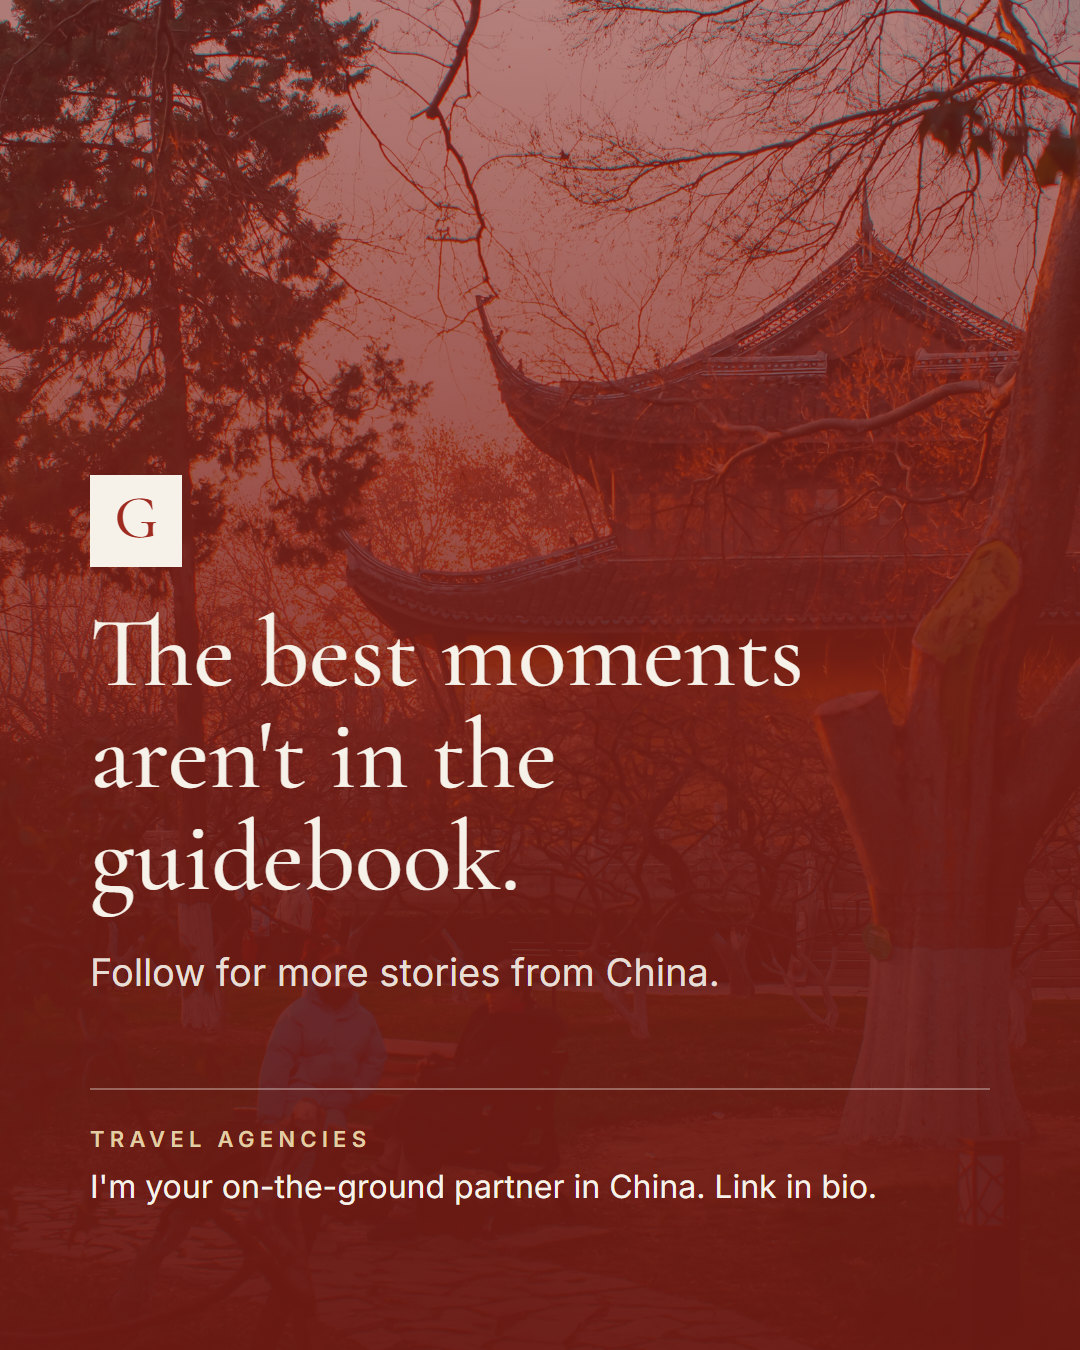 G
The best moments
aren't in the
guidebook.
Follow for more stories from China.
TRAVEL AGENCIES
I'm your on-the-ground partner in China. Link in bio.